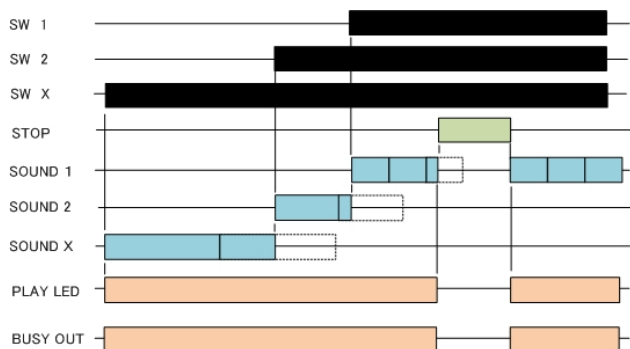 SW 1
SW 2
SW X
STOP
SOUND 1
SOUND 2
SOUND X
PLAY LED
BUSY OUT